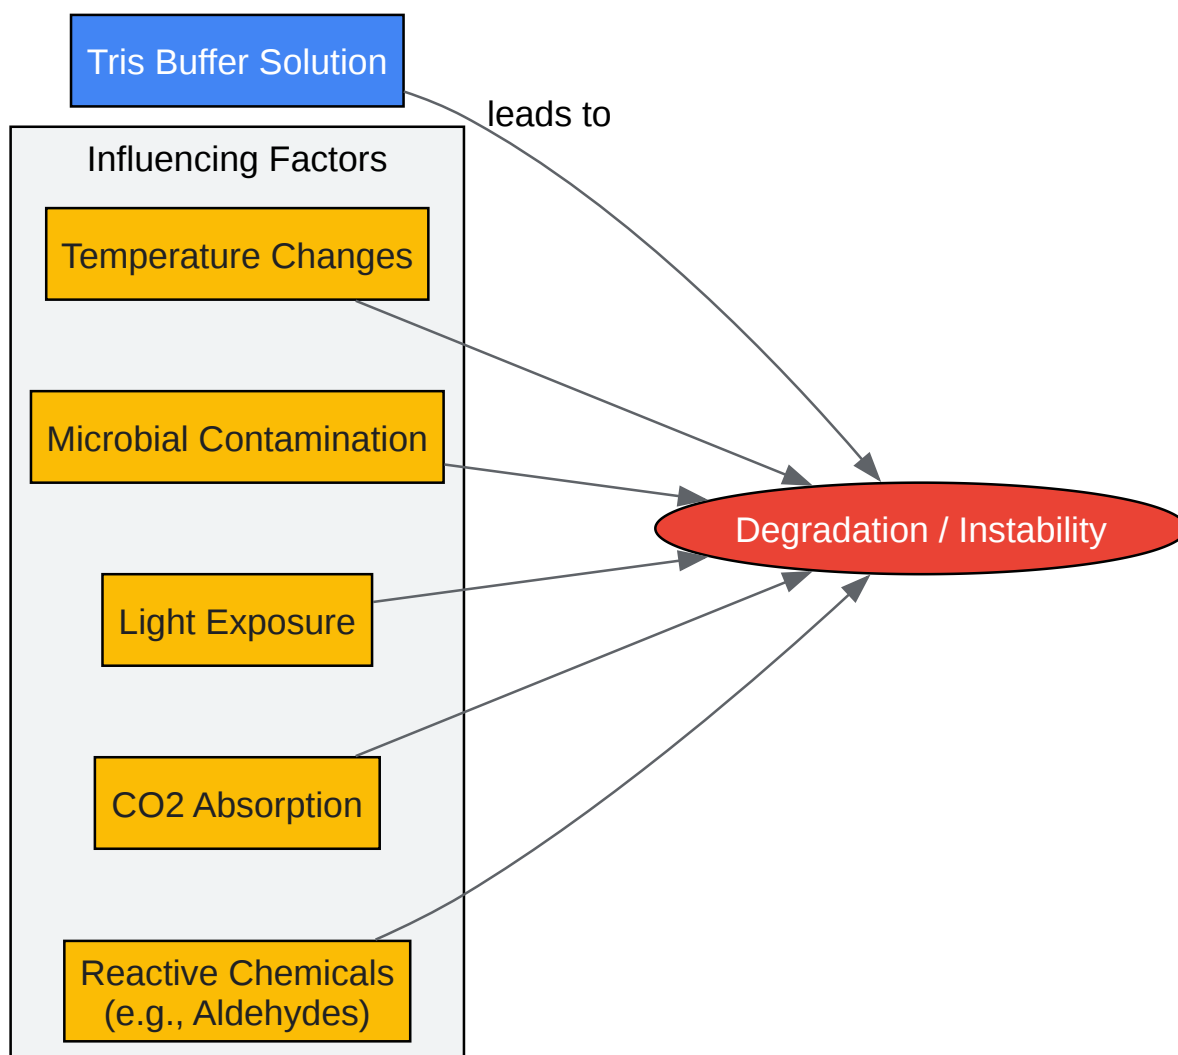 Tris Buffer Solution
leads to
Influencing Factors
Temperature Changes
Microbial Contamination
Degradation / Instability
Light Exposure
CO2 Absorption
Reactive Chemicals
(e.g., Aldehydes)